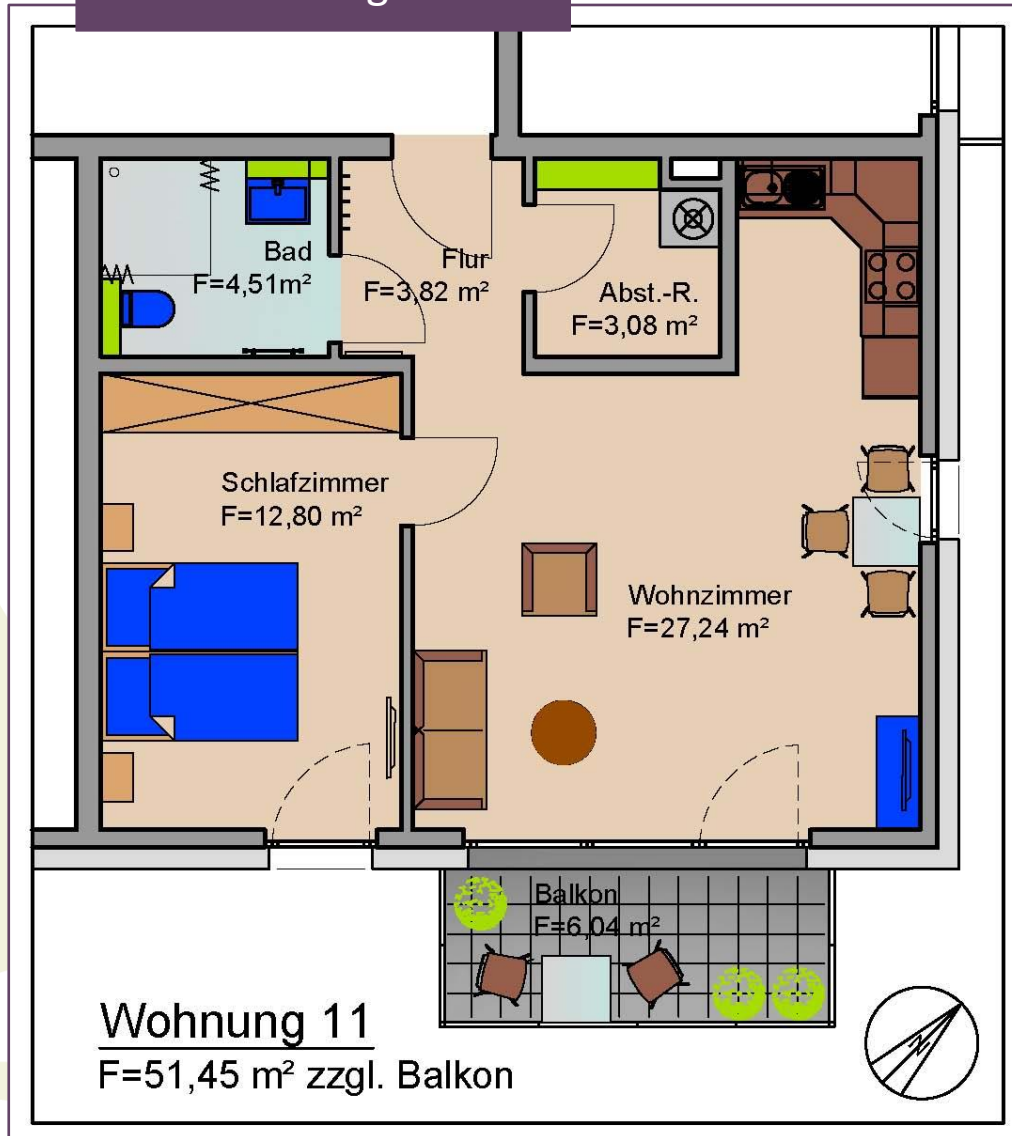 Bad
F=4,51m²
Flur
F=3,82 m²
Abst.-R.
F=3,08 m²
Schlafzimmer
F=12,80 m²
Wohnzimmer
F=27,24 m²
Balkon
F=6,04 m²
Wohnung 11
F=51,45 m² zzgl. Balkon
N